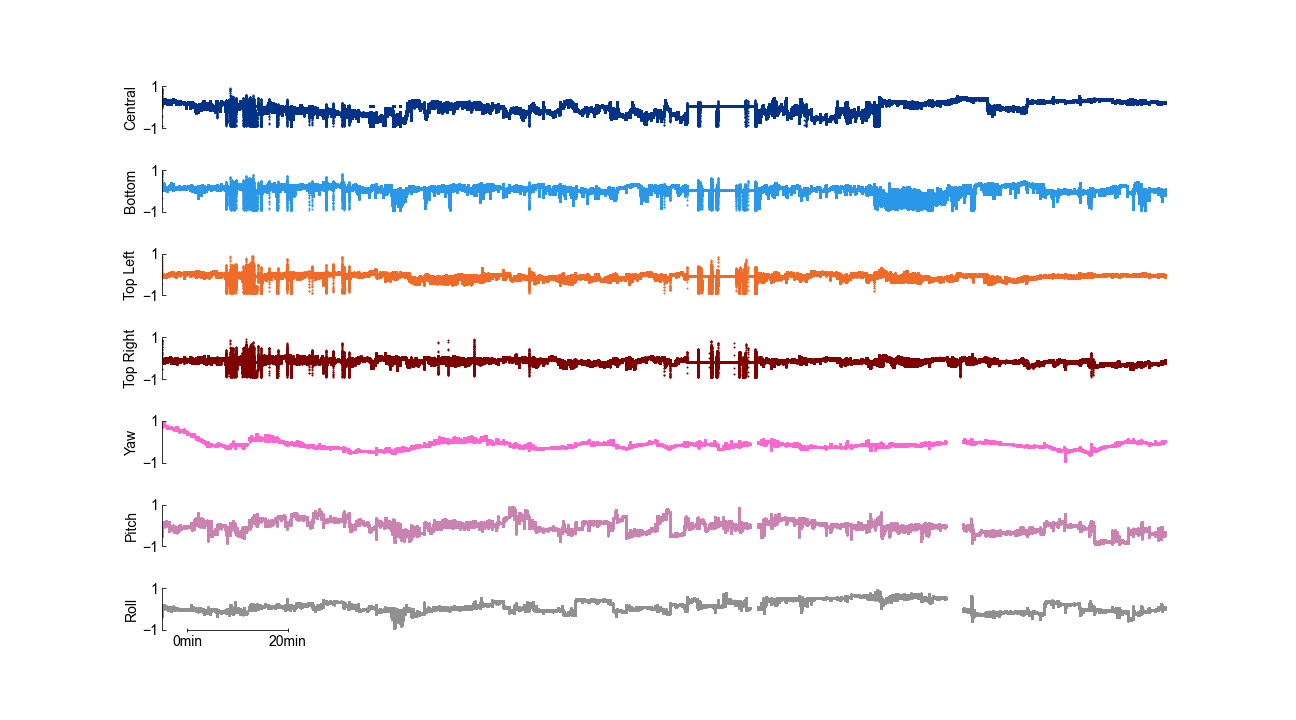 1
Central
−1
1
Bottom
−1
1
Top Left
−1
1
Top Right
−1
1
Yaw
−1
1
Pitch
−1
1
Roll
−1
0min 20min